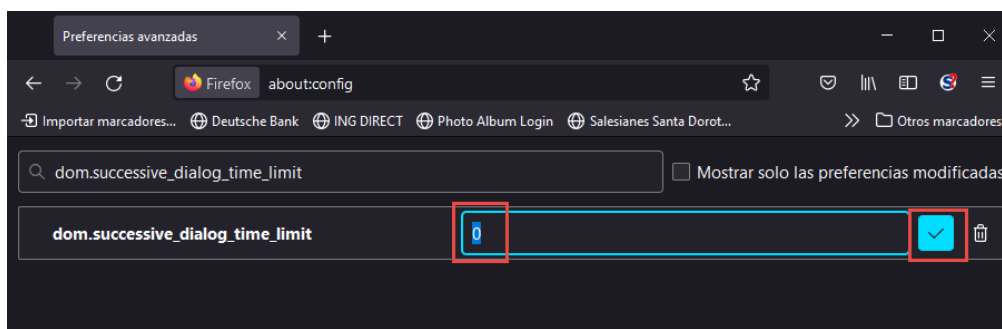 Preferencias avanzadas
Firefox about:config
Importar marcadores... Deutsche Bank ING DIRECT Photo Album Login Salesianes Santa Dorot... Otros marcadores
dom.successive_dialog_time_limit Mostrar solo las preferencias modificadas
dom.successive_dialog_time_limit 0